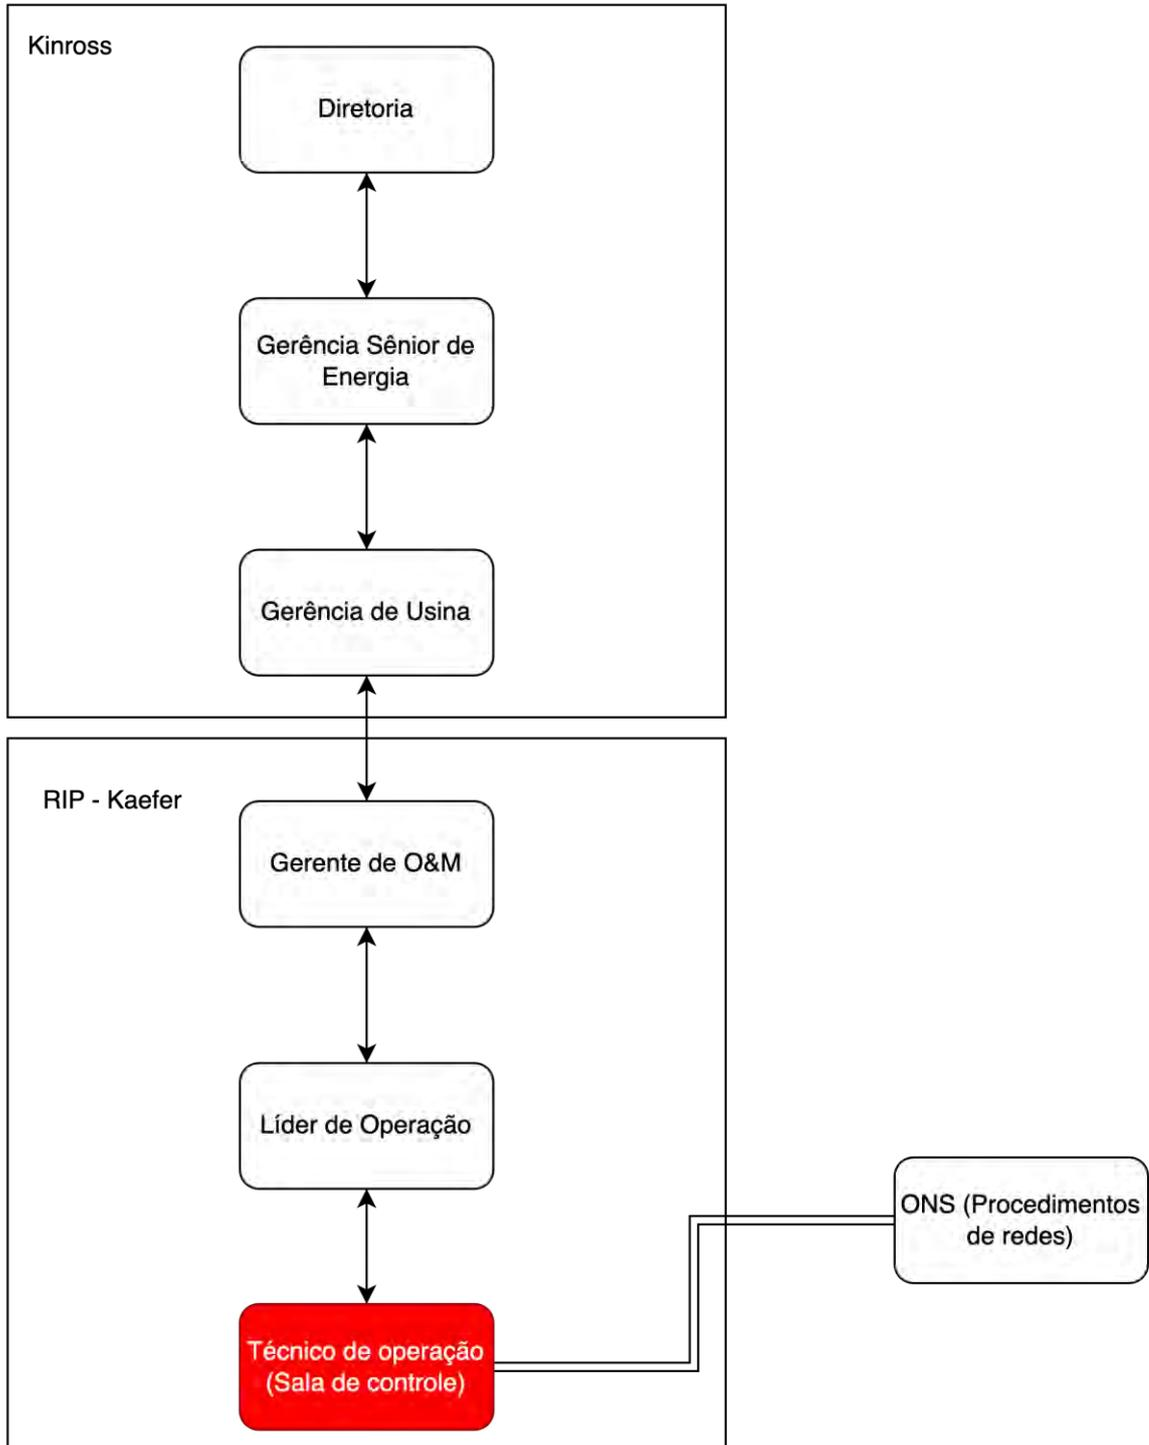 Kinross
Diretoria
Gerência Sênior de
Energia
Gerência de Usina
RIP - Kaefer
Gerente de O&M
Líder de Operação
ONS (Procedimentos
de redes)
Técnico de operação
(Sala de controle)